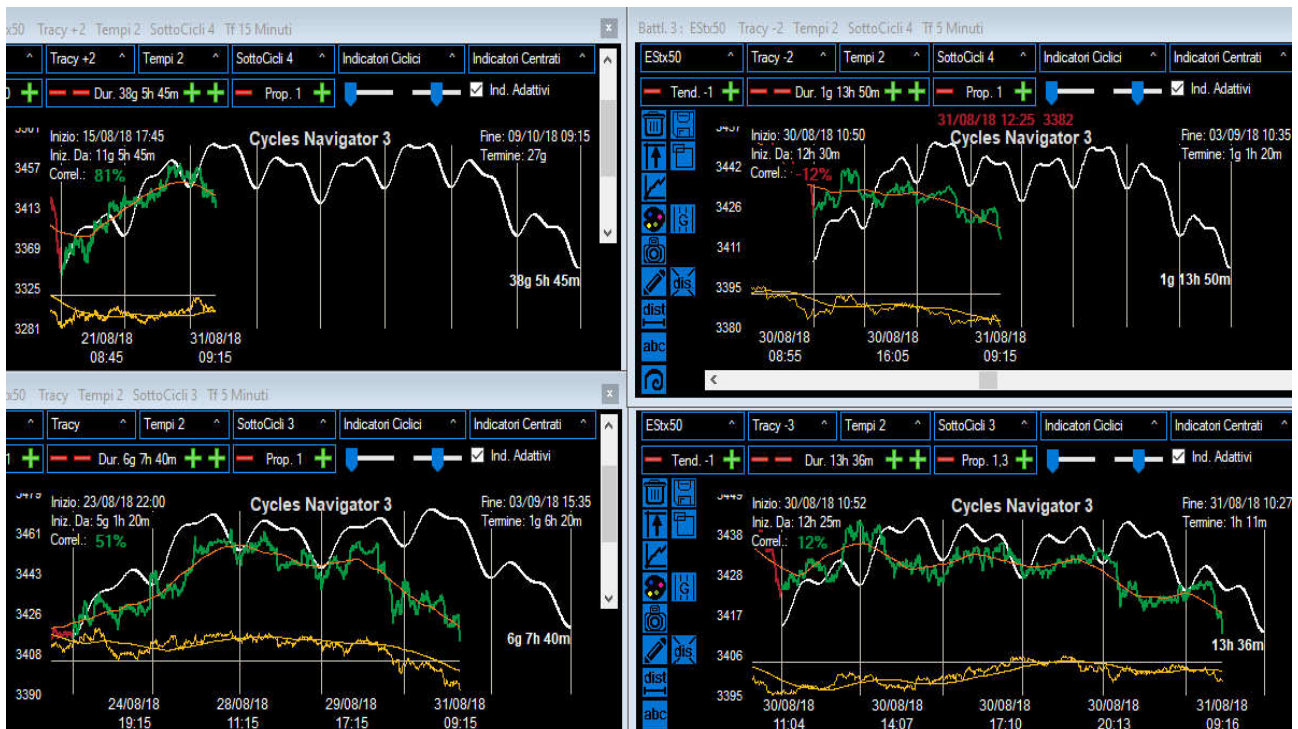 x50 Tracy +2 Tempi 2 SottoCicli 4 Tf 15 Minuti x
^ Tracy +2 ^ Tempi 2 ^ SottoCicli 4 ^ Indicatori Ciclici ^ Indicatori Centrati ^
Dur. 38g 5h 45m Prop. 1 Ind. Adattivi
Inizio: 15/08/18 17:45 Cycles Navigator 3 Fine: 09/10/18 09:15
Iniz. Da: 11g 5h 45m Termine: 27g
Correl.: 81%
3457
3413
3369
3325
3281
38g 5h 45m
21/08/18 31/08/18
08:45 09:15
Battl. 3 : EStx50 Tracy -2 Tempi 2 SottoCicli 4 Tf 5 Minuti
EStx50 ^ Tracy -2 ^ Tempi 2 ^ SottoCicli 4 ^ Indicatori Ciclici ^ Indicatori Centrati ^
Tend. -1 Dur. 1g 13h 50m Prop. 1 Ind. Adattivi
31/08/18 12:25 3382
Inizio: 30/08/18 10:50 Cycles Navigator 3 Fine: 03/09/18 10:35
Iniz. Da: 12h 30m Termine: 1g 1h 20m
Correl.: -12%
3442
3426
3411
3395
3380
G
dis
dist
abc
1g 13h 50m
30/08/18 30/08/18 31/08/18
08:55 16:05 09:15
x50 Tracy Tempi 2 SottoCicli 3 Tf 5 Minuti x
^ Tracy ^ Tempi 2 ^ SottoCicli 3 ^ Indicatori Ciclici ^ Indicatori Centrati ^
Dur. 6g 7h 40m Prop. 1 Ind. Adattivi
Inizio: 23/08/18 22:00 Cycles Navigator 3 Fine: 03/09/18 15:35
Iniz. Da: 5g 1h 20m Termine: 1g 6h 20m
Correl.: 51%
3461
3443
3426
3408
3390
6g 7h 40m
24/08/18 28/08/18 29/08/18 31/08/18
19:15 11:15 17:15 09:15
EStx50 ^ Tracy -3 ^ Tempi 2 ^ SottoCicli 3 ^ Indicatori Ciclici ^ Indicatori Centrati ^
Tend. -1 Dur. 13h 36m Prop. 1,3 Ind. Adattivi
Inizio: 30/08/18 10:52 Cycles Navigator 3 Fine: 31/08/18 10:27
Iniz. Da: 12h 25m Termine: 1h 11m
Correl.: 12%
3438
3428
3417
3406
3395
G
dis
dist
abc
13h 36m
30/08/18 30/08/18 30/08/18 30/08/18 31/08/18
11:04 14:07 17:10 20:13 09:16